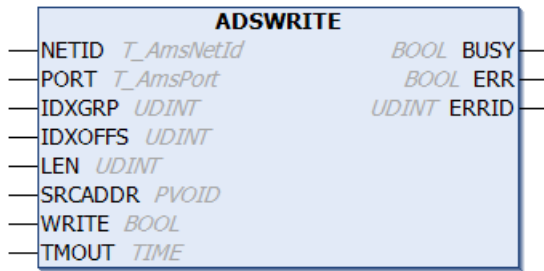 ADSWRITE
NETID T_AmsNetId BOOL BUSY
PORT T_AmsPort BOOL ERR
IDXGRP UDINT UDINT ERRID
IDXOFFS UDINT
LEN UDINT
SRCADDR PVOID
WRITE BOOL
TMOUT TIME